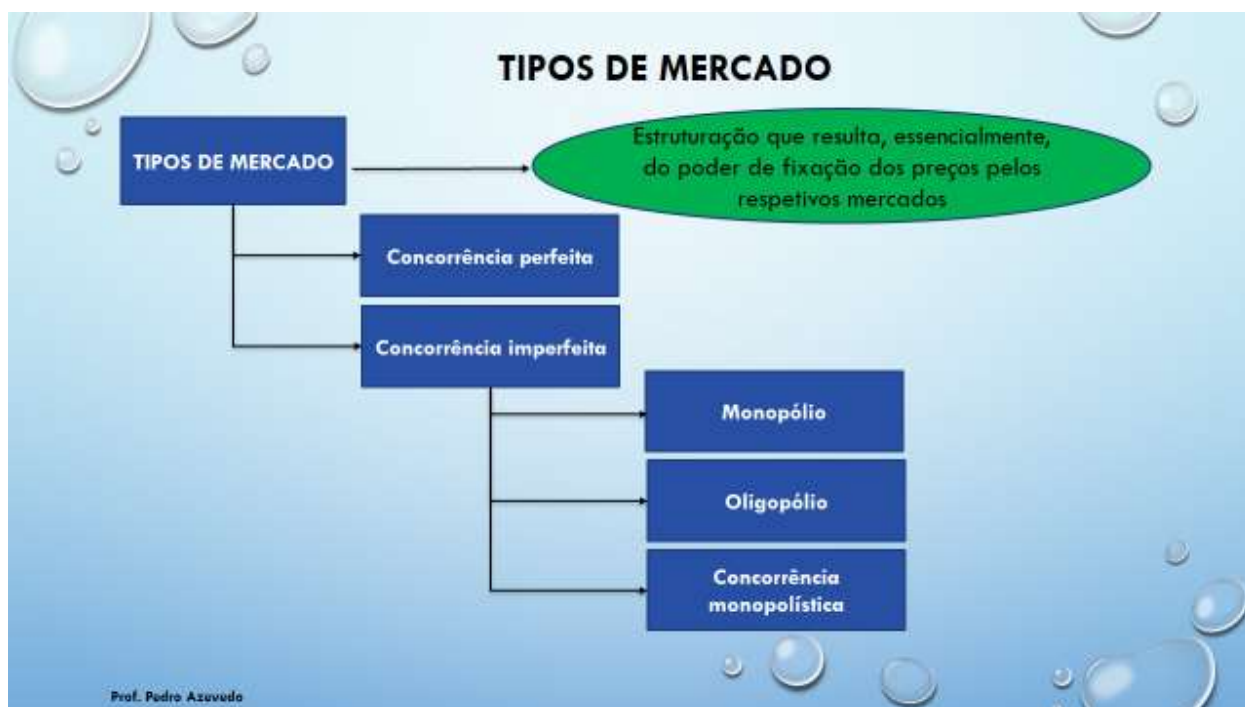 TIPOS DE MERCADO
TIPOS DE MERCADO
Estruturação que resulta, essencialmente,
do poder de fixação dos preços pelos
respetivos mercados
Concorrência perfeita
Concorrência imperfeita
Monopólio
Oligopólio
Concorrência
monopolística
Prof. Pedro Azevedo